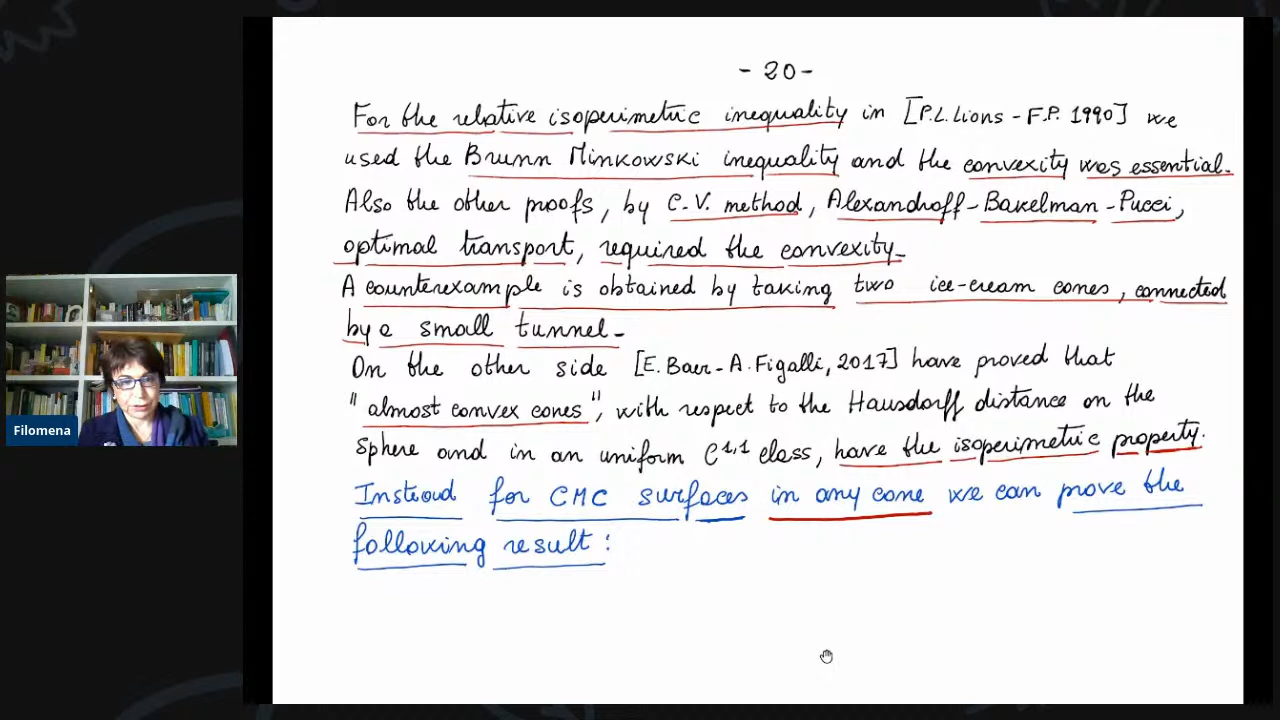 - 20 -
For the relative isoperimetric inequality in [P.L. Lions - F.P. 1990] we
used the Brunn Minkowski inequality and the convexity was essential.
Also the other proofs, by C.V. method, Alexandroff-Bakelman-Pucci,
optimal transport, required the convexity.
A counterexample is obtained by taking two ice-cream cones, connected
by a small tunnel.
On the other side [E. Baer - A. Figalli, 2017] have proved that
"almost convex cones", with respect to the Hausdorff distance on the
sphere and in an uniform C^{1,1} class, have the isoperimetric property.
Instead for CMC surfaces in any cone we can prove the
following result:
Filomena